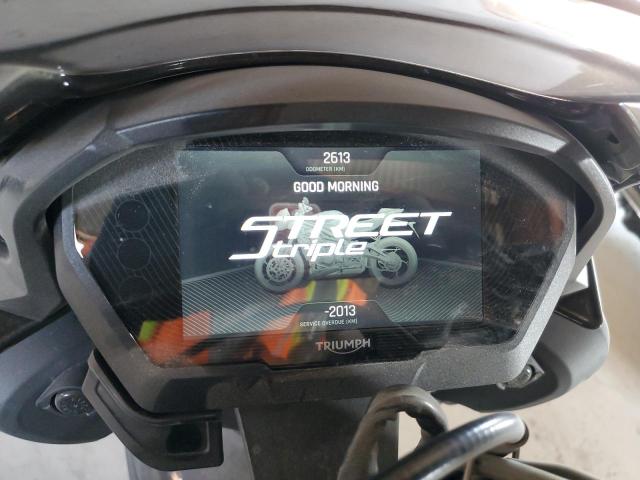 2613
ODOMETER (KM)
GOOD MORNING
STREET
triple
-2013
SERVICE OVERDUE (KM)
TRIUMPH